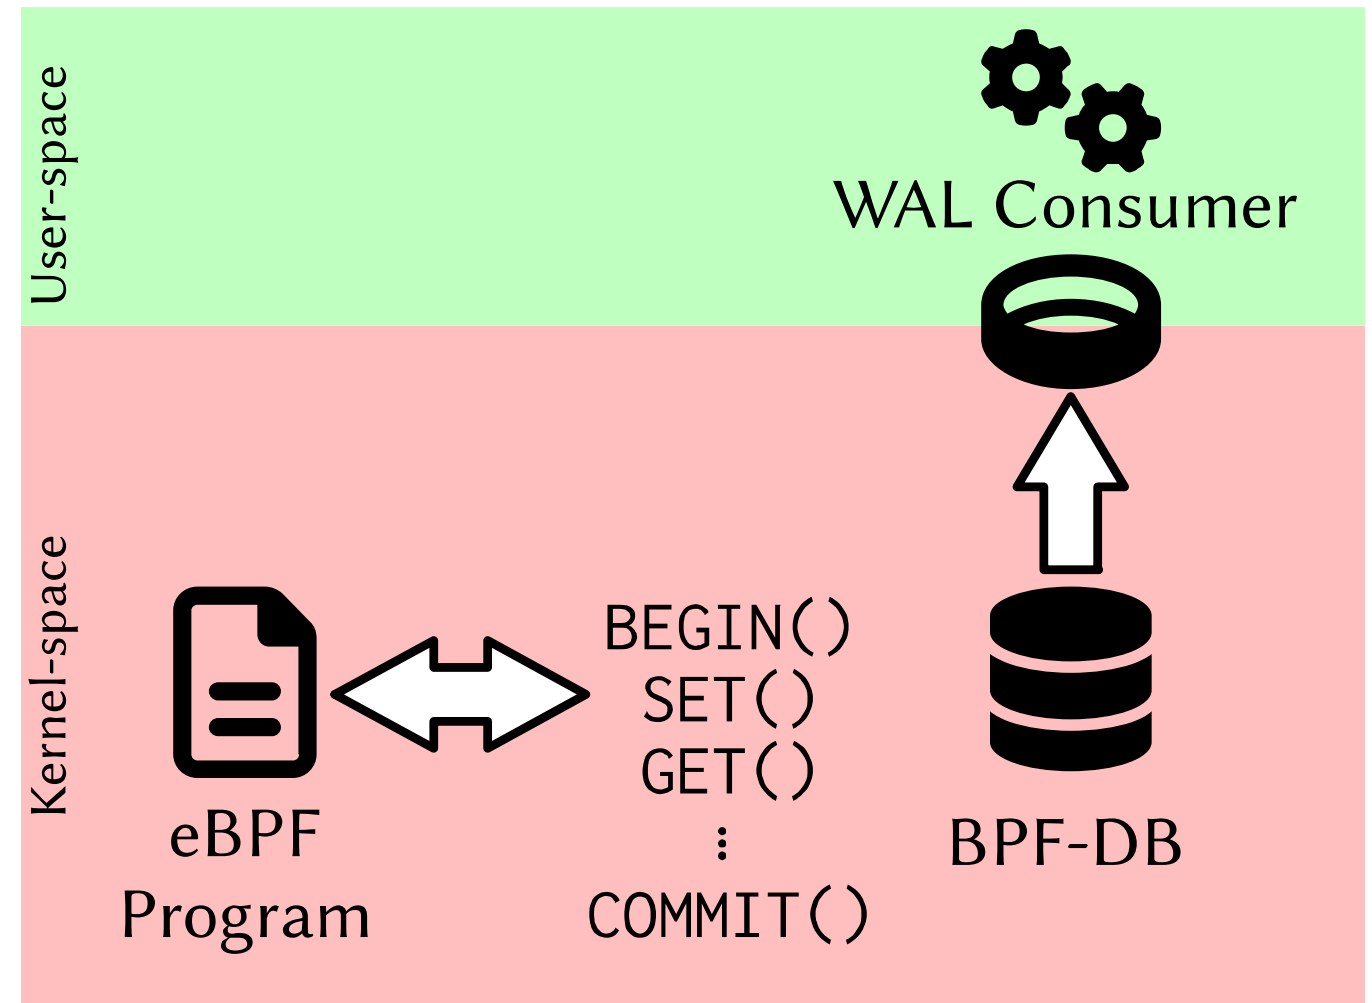 User-space
WAL Consumer
Kernel-space
BEGIN()
SET()
GET()
⋮
COMMIT()
eBPF
Program
BPF-DB